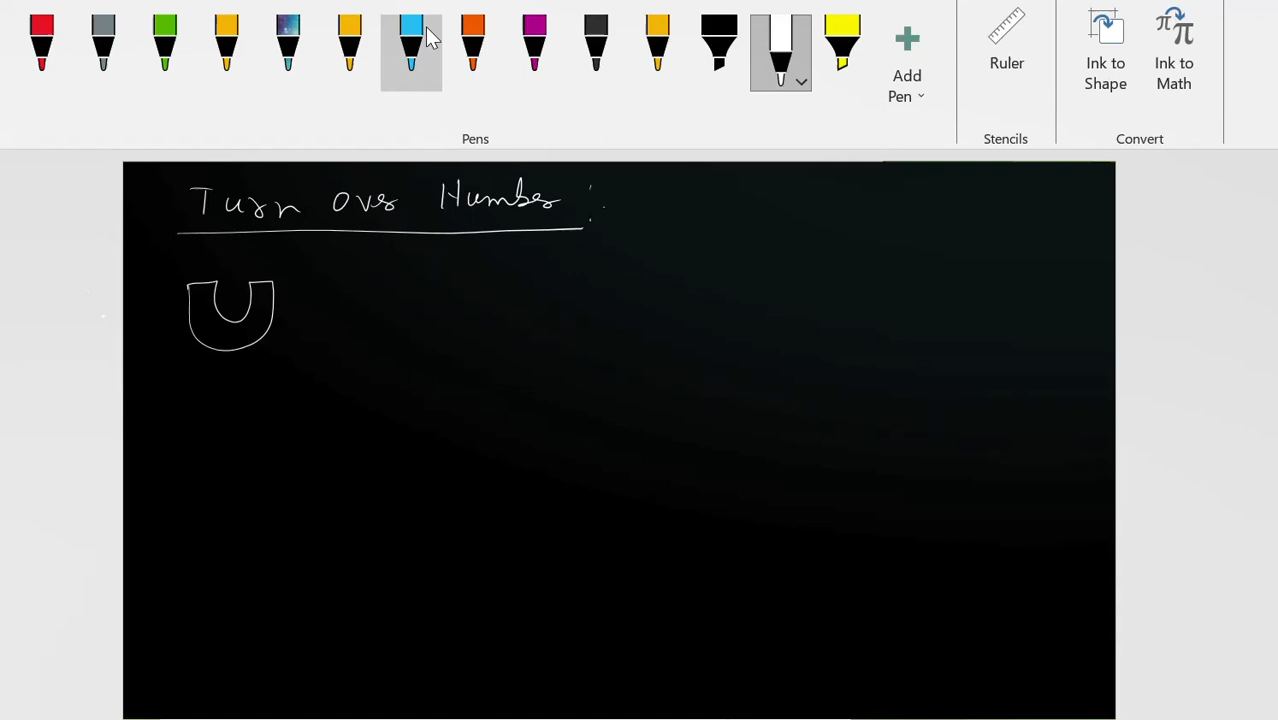 Add
Pen
Ruler
Ink to
Shape
Ink to
Math
Pens
Stencils
Convert
Turn Over Number :